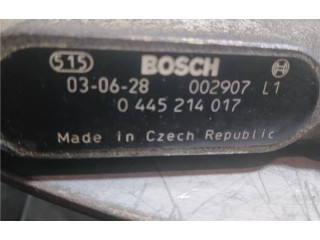 515 BOSCH
03-06-28 002907 L1
0 445 214 017
Made in Czech Republic